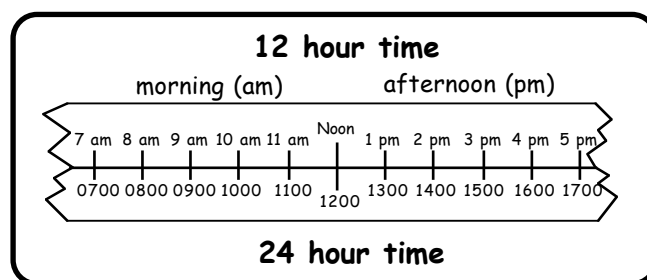 12 hour time
morning (am) afternoon (pm)
7 am 8 am 9 am 10 am 11 am Noon 1 pm 2 pm 3 pm 4 pm 5 pm
0700 0800 0900 1000 1100 1200 1300 1400 1500 1600 1700
24 hour time